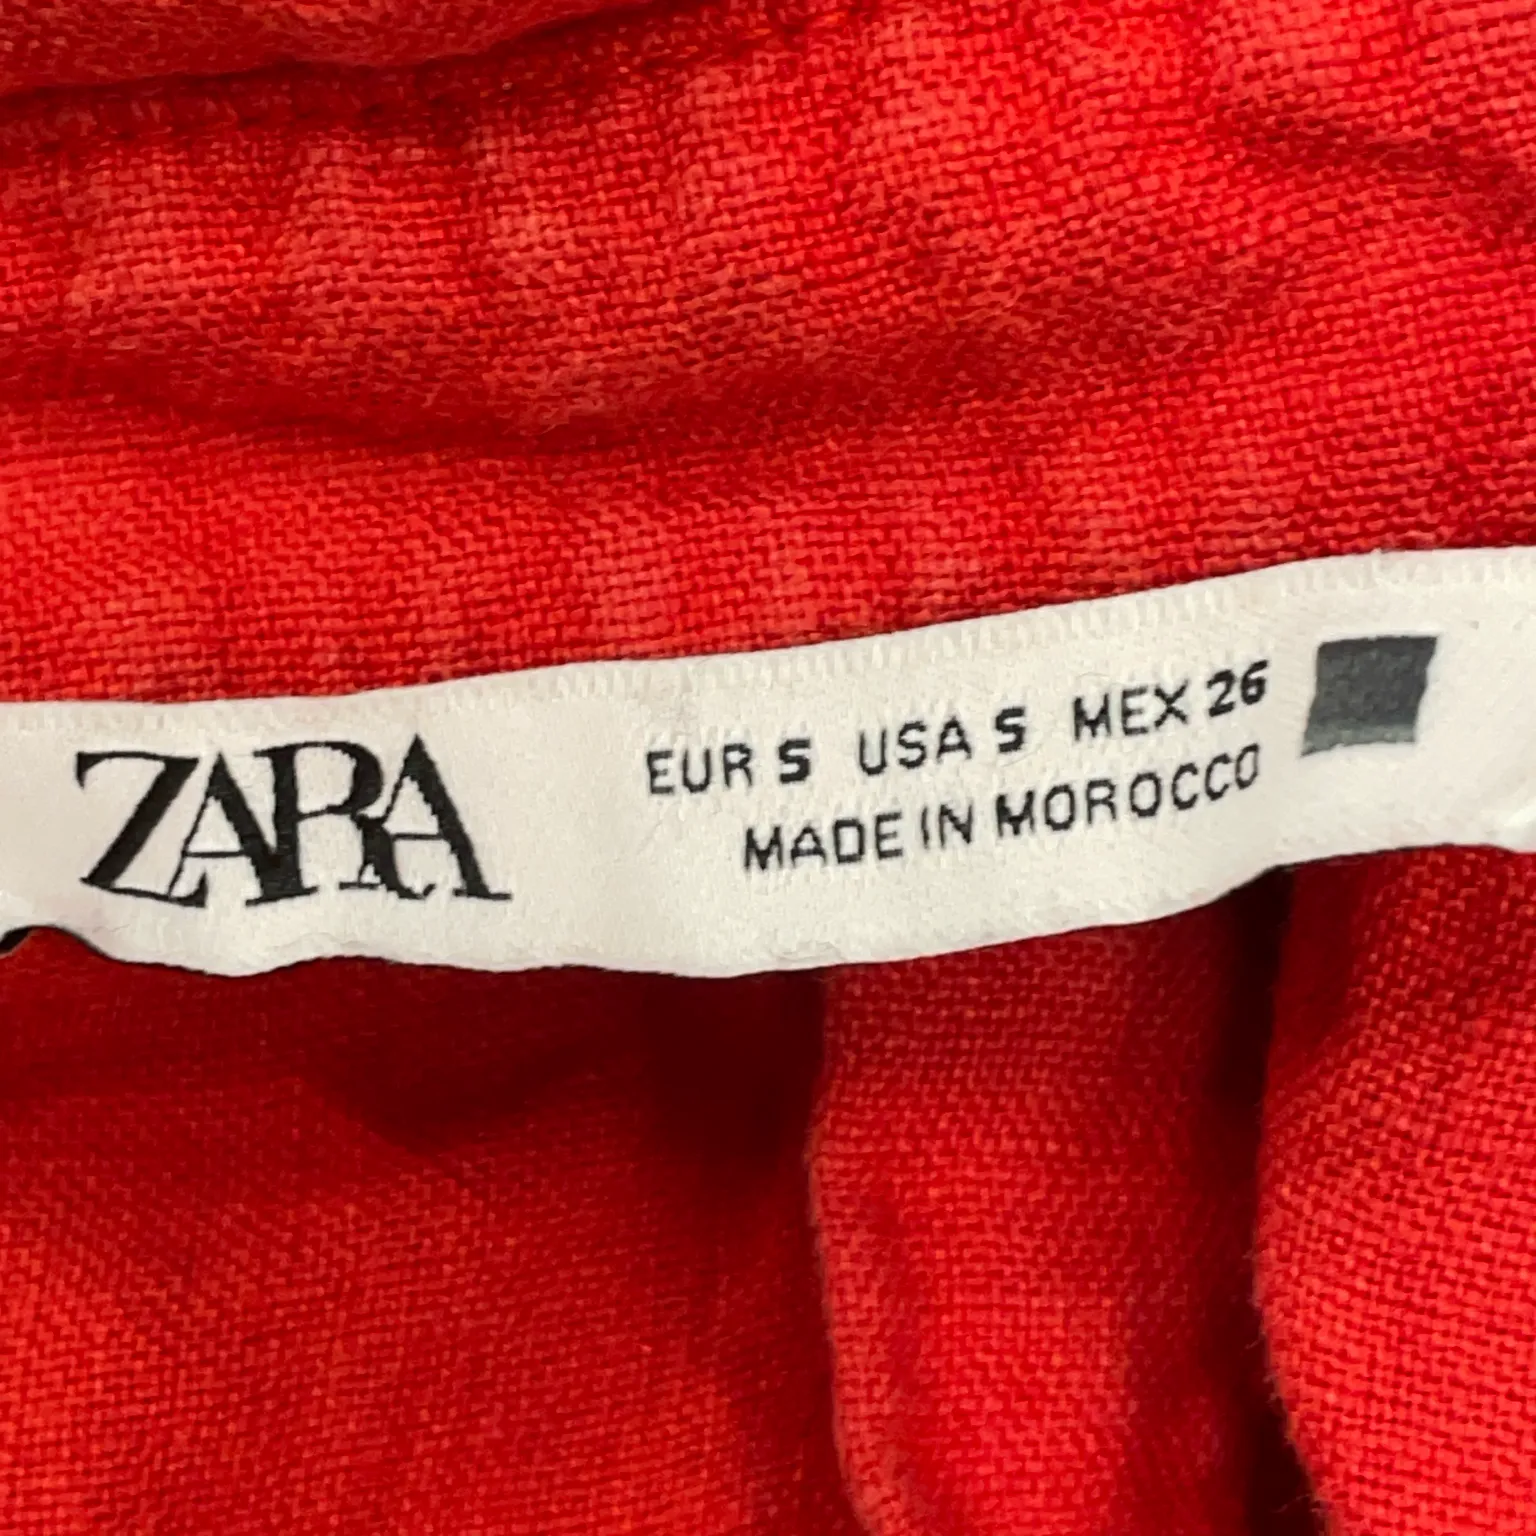 ZARA
EUR S USA S MEX 26
MADE IN MOROCCO